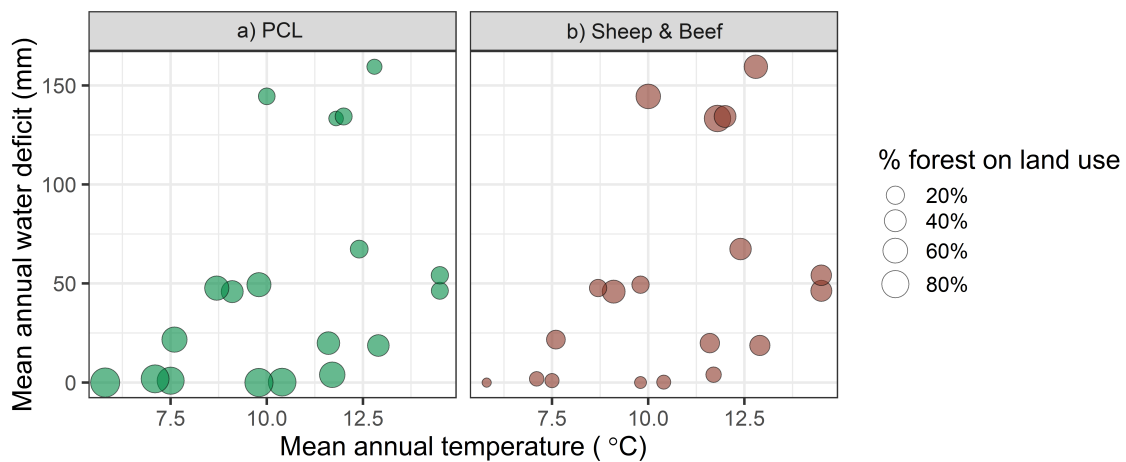 a) PCL
b) Sheep & Beef
Mean annual water deficit (mm)
150
100
50
0
7.5
10.0
12.5
7.5
10.0
12.5
Mean annual temperature ( °C)
% forest on land use
20%
40%
60%
80%